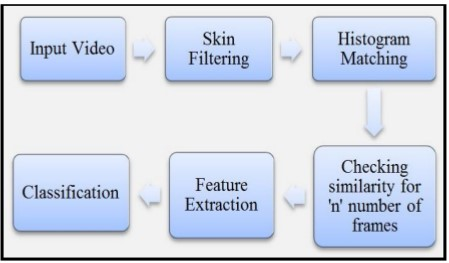 Input Video
Skin
Filtering
Histogram
Matching
Checking
similarity for
'n' number of
frames
Feature
Extraction
Classification